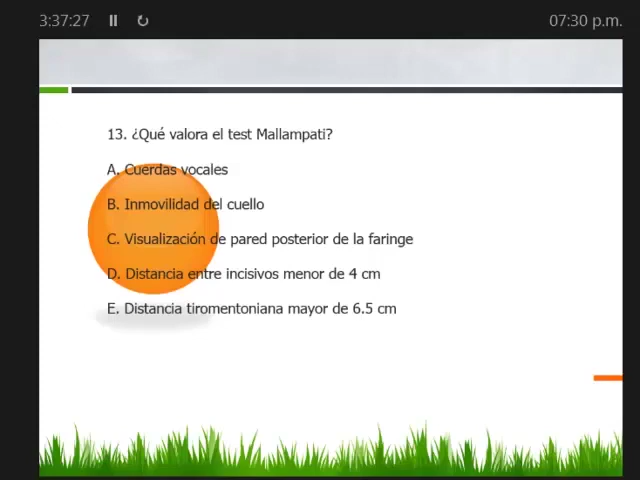 3:37:27 07:30 p.m.
13. ¿Qué valora el test Mallampati?
A. Cuerdas vocales
B. Inmovilidad del cuello
C. Visualización de pared posterior de la faringe
D. Distancia entre incisivos menor de 4 cm
E. Distancia tiromentoniana mayor de 6.5 cm